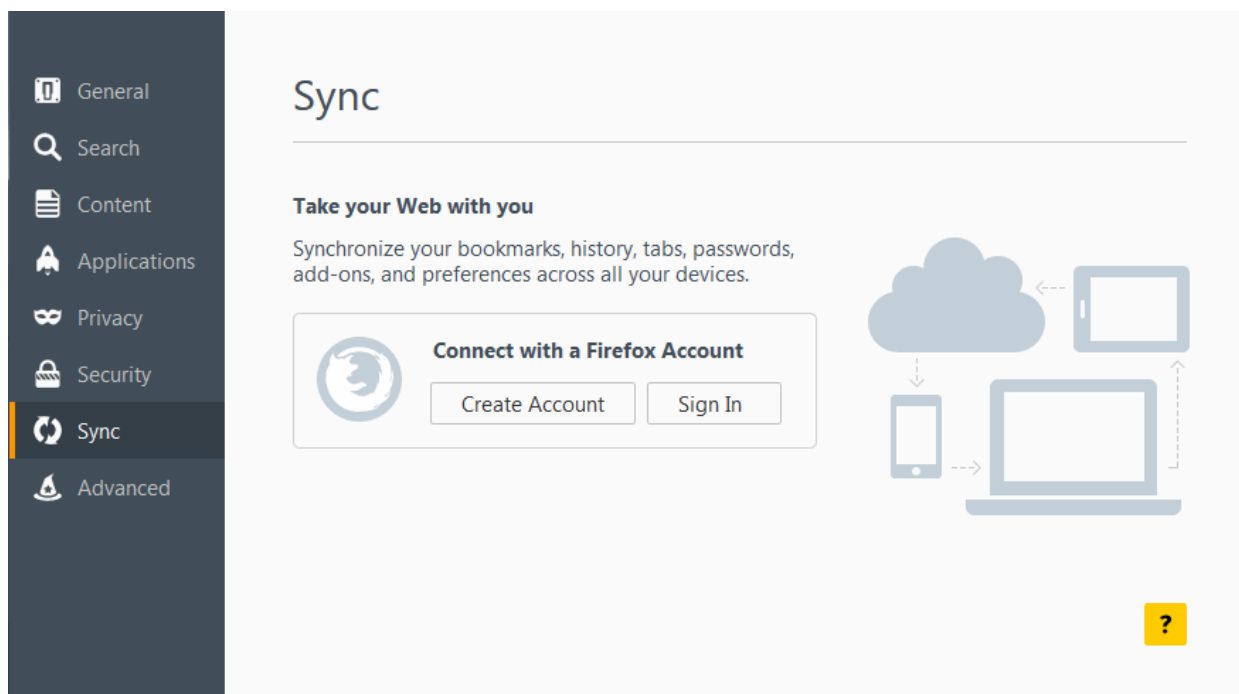 General
Search
Content
Applications
Privacy
Security
Sync
Advanced
Sync
Take your Web with you
Synchronize your bookmarks, history, tabs, passwords,
add-ons, and preferences across all your devices.
Connect with a Firefox Account
Create Account
Sign In
?